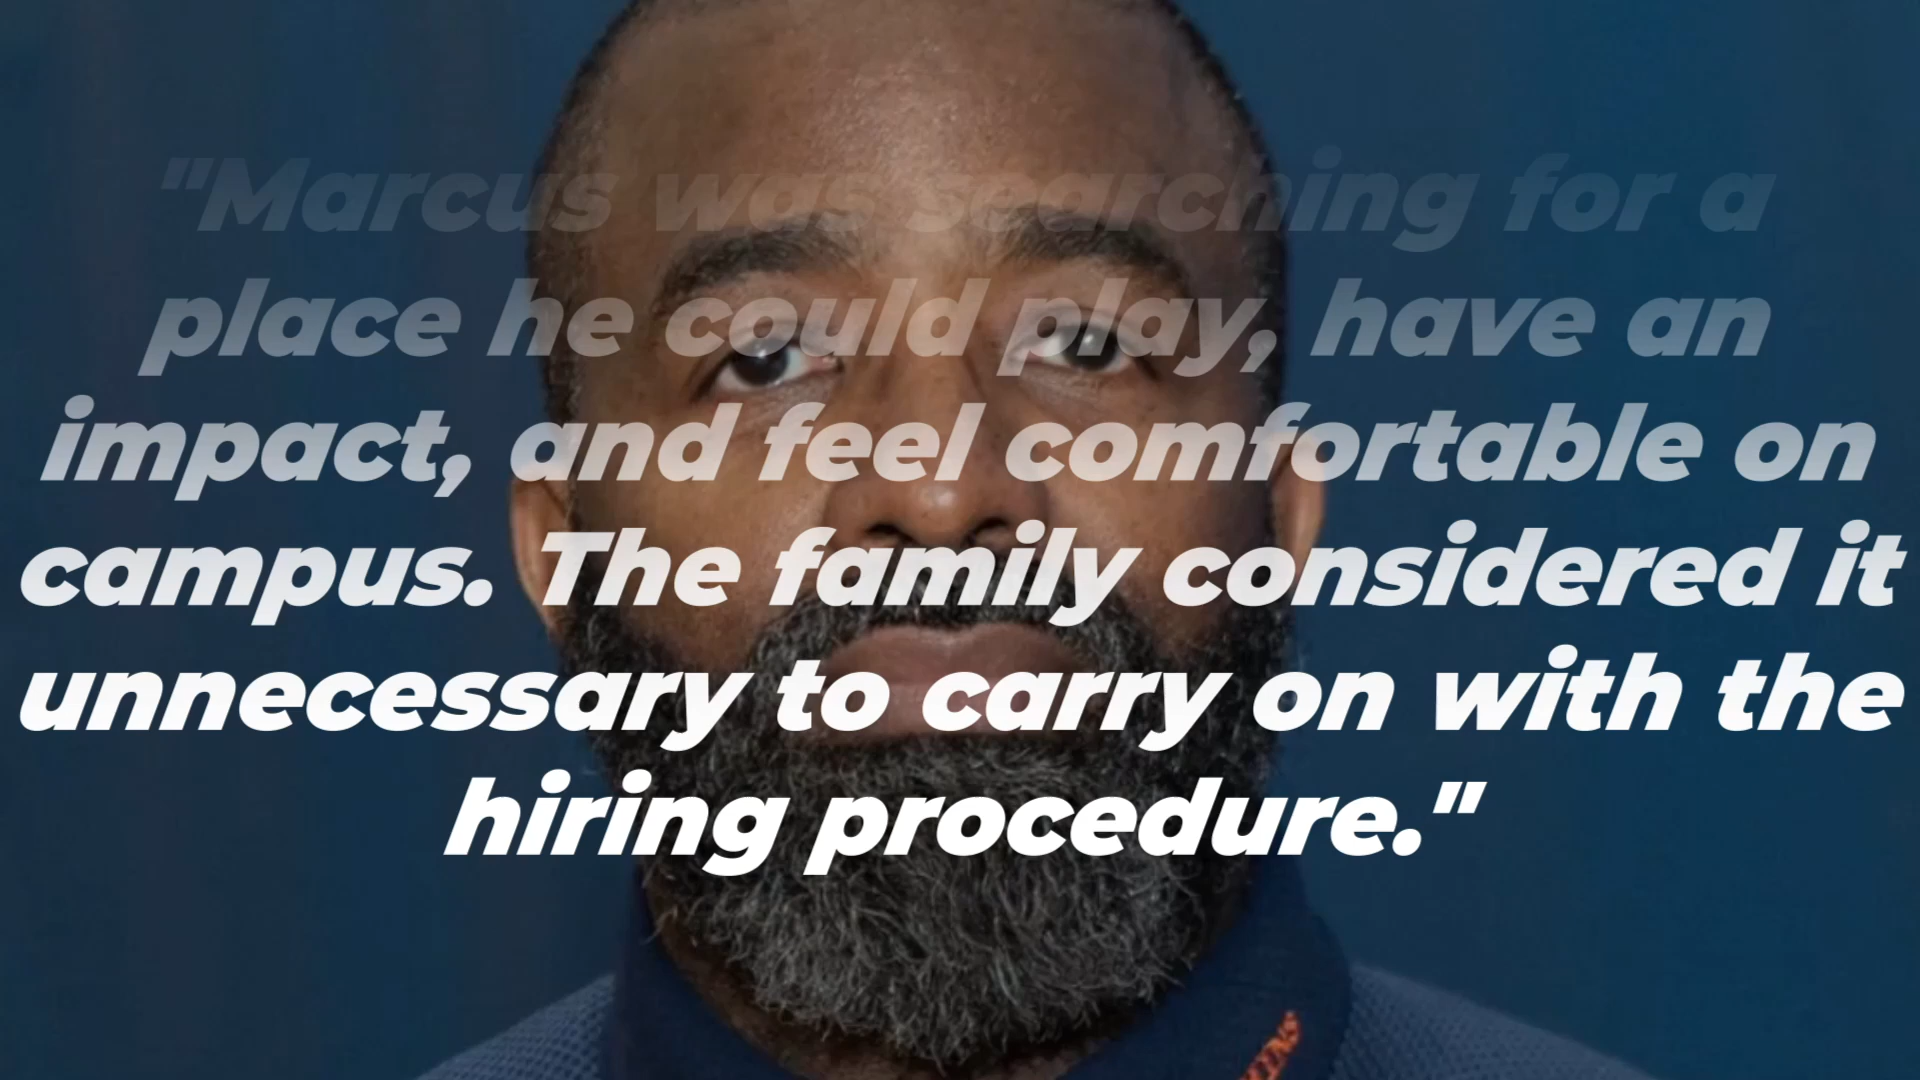 "Marcus was searching for a
place he could play, have an
impact, and feel comfortable on
campus. The family considered it
unnecessary to carry on with the
hiring procedure."